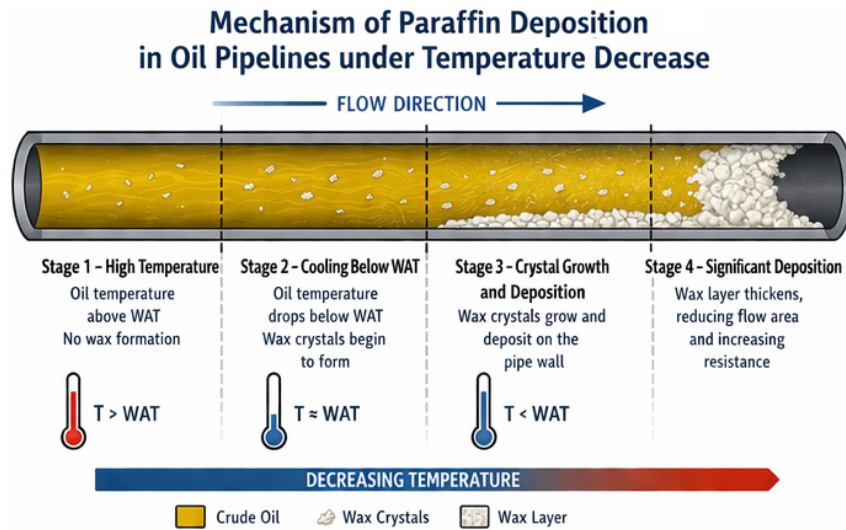 Mechanism of Paraffin Deposition
in Oil Pipelines under Temperature Decrease
FLOW DIRECTION
Stage 1 – High Temperature
Oil temperature
above WAT
No wax formation
T > WAT
Stage 2 – Cooling Below WAT
Oil temperature
drops below WAT
Wax crystals begin
to form
T ≈ WAT
Stage 3 – Crystal Growth
and Deposition
Wax crystals grow and
deposit on the
pipe wall
T < WAT
Stage 4 – Significant Deposition
Wax layer thickens,
reducing flow area
and increasing
resistance
DECREASING TEMPERATURE
Crude Oil
Wax Crystals
Wax Layer